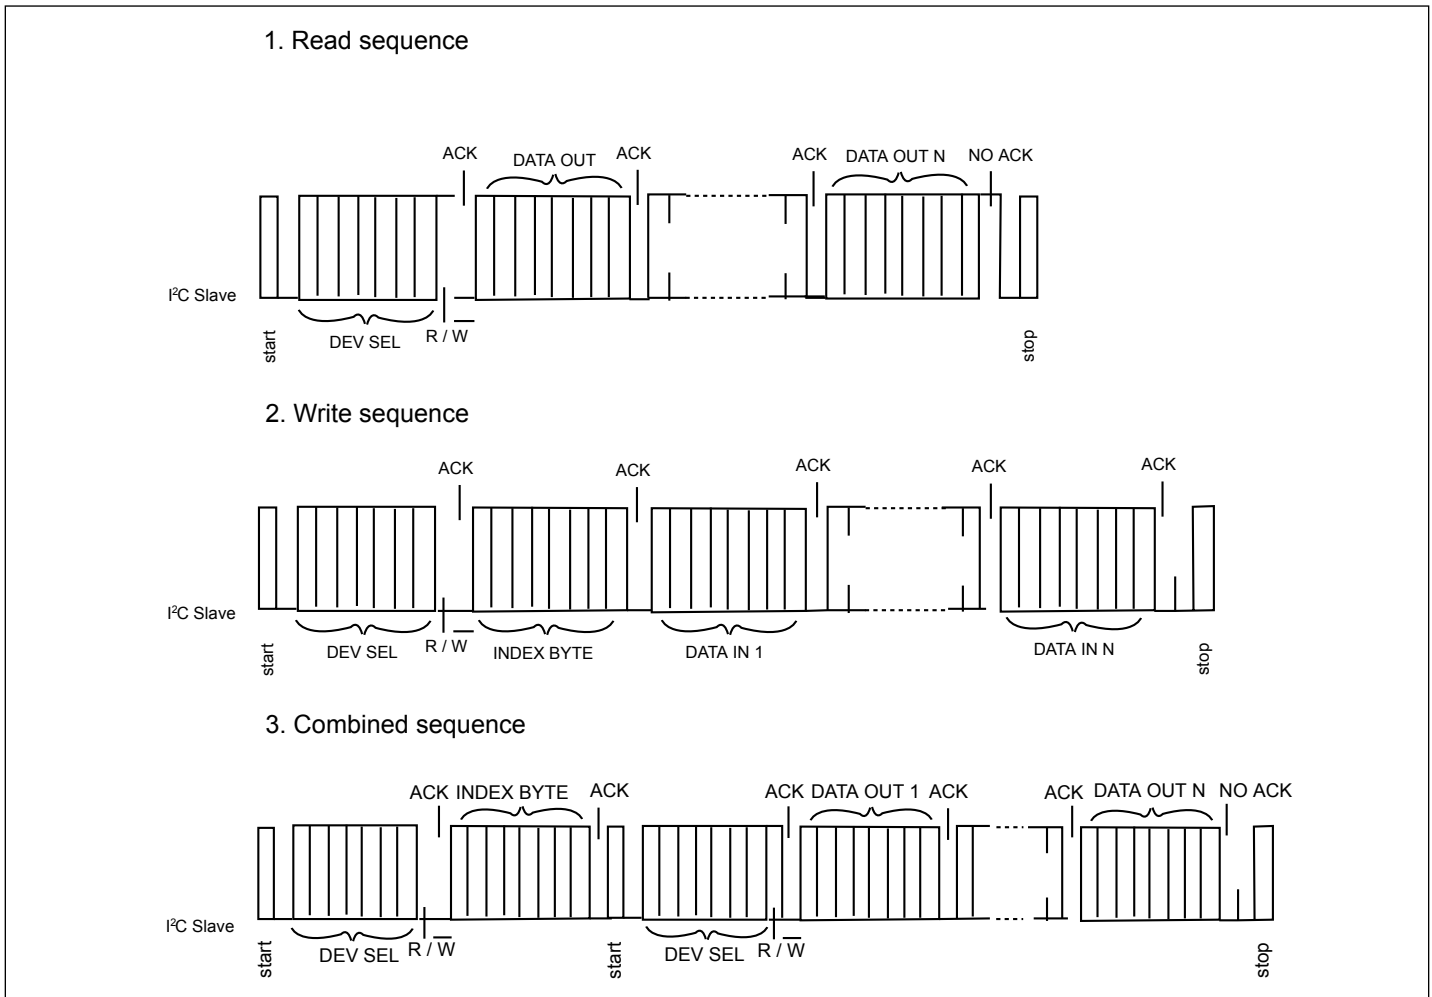 1. Read sequence
ACK DATA OUT ACK ACK DATA OUT N NO ACK
I²C Slave
start DEV SEL R / W̅ stop
2. Write sequence
ACK ACK ACK ACK ACK
I²C Slave
start DEV SEL R / W̅ INDEX BYTE DATA IN 1 DATA IN N stop
3. Combined sequence
ACK INDEX BYTE ACK ACK DATA OUT 1 ACK ACK DATA OUT N NO ACK
I²C Slave
start DEV SEL R / W̅ start DEV SEL R / W̅ stop